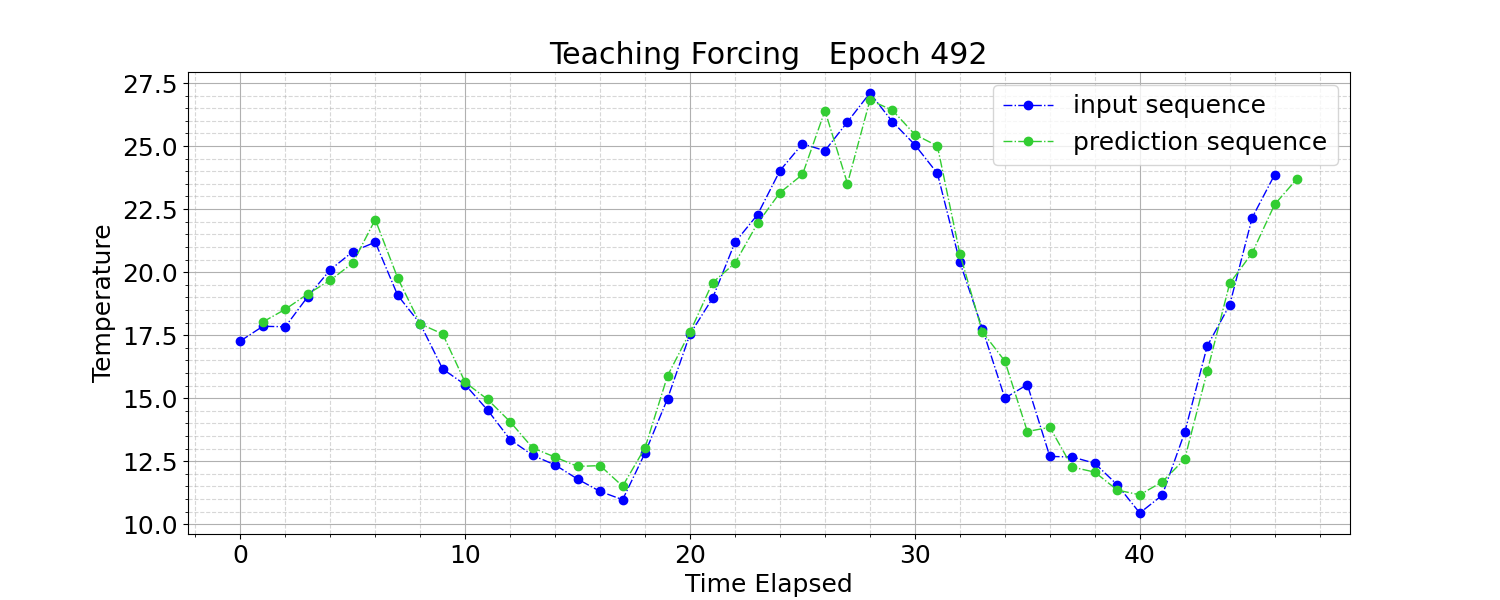 Teaching Forcing   Epoch 492
27.5
25.0
22.5
20.0
17.5
15.0
12.5
10.0
Temperature
input sequence
prediction sequence
0 10 20 30 40
Time Elapsed